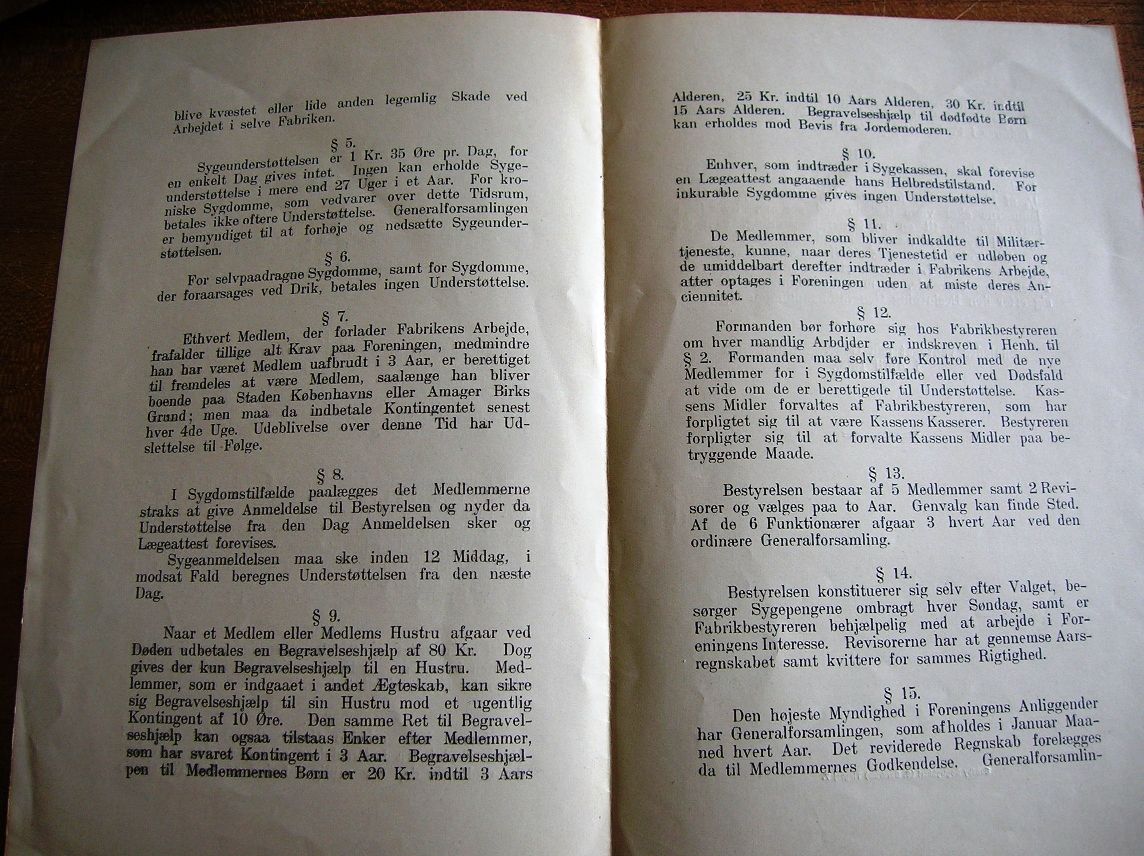 blive kvæstet eller lide anden legemlig Skade ved
Arbejdet i selve Fabriken.
§ 5.
Sygeunderstøttelsen er 1 Kr. 35 Øre pr. Dag, for
en enkelt Dag gives intet. Ingen kan erholde Syge-
understøttelse i mere end 27 Uger i et Aar. For kro-
niske Sygdomme, som vedvarer over dette Tidsrum,
betales ikke oftere Understøttelse. Generalforsamlingen
er bemyndiget til at forhøje og nedsætte Sygeunder-
støttelsen.
§ 6.
For selvpaadragne Sygdomme, samt for Sygdomme,
der foraarsages ved Drik, betales ingen Understøttelse.
§ 7.
Ethvert Medlem, der forlader Fabrikens Arbejde,
frafalder tillige alt Krav paa Foreningen, medmindre
han har været Medlem uafbrudt i 3 Aar, er berettiget
til fremdeles at være Medlem, saalænge han bliver
boende paa Staden Københavns eller Amager Birks
Grund; men maa da indbetale Kontingentet senest
hver 4de Uge. Udeblivelse over denne Tid har Ud-
slettelse til Følge.
§ 8.
I Sygdomstilfælde paalægges det Medlemmerne
straks at give Anmeldelse til Bestyrelsen og nyder da
Understøttelse fra den Dag Anmeldelsen sker og
Lægeattest forevises.
Sygeanmeldelsen maa ske inden 12 Middag, i
modsat Fald beregnes Understøttelsen fra den næste
Dag.
§ 9.
Naar et Medlem eller Medlems Hustru afgaar ved
Døden udbetales en Begravelseshjælp af 80 Kr. Dog
gives der kun Begravelseshjælp til en Hustru. Med-
lemmer, som er indgaaet i andet Ægteskab, kan sikre
sig Begravelseshjælp til sin Hustru mod et ugentlig
Kontingent af 10 Øre. Den samme Ret til Begravel-
seshjælp kan ogsaa tilstaas Enker efter Medlemmer,
som har svaret Kontingent i 3 Aar. Begravelseshjæl-
pen til Medlemmernes Børn er 20 Kr. indtil 3 Aars
Alderen, 25 Kr. indtil 10 Aars Alderen, 30 Kr. indtil
15 Aars Alderen. Begravelseshjælp til dødfødte Børn
kan erholdes mod Bevis fra Jordemoderen.
§ 10.
Enhver, som indtræder i Sygekassen, skal forevise
en Lægeattest angaaende hans Helbredstilstand. For
inkurable Sygdomme gives ingen Understøttelse.
§ 11.
De Medlemmer, som bliver indkaldte til Militær-
tjeneste, kunne, naar deres Tjenestetid er udløben og
de umiddelbart derefter indtræder i Fabrikens Arbejde,
atter optages i Foreningen uden at miste deres An-
ciennitet.
§ 12.
Formanden bør forhøre sig hos Fabrikbestyreren
om hver mandlig Arbdjder er indskreven i Henh. til
§ 2. Formanden maa selv føre Kontrol med de nye
Medlemmer for i Sygdomstilfælde eller ved Dødsfald
at vide om de er berettigede til Understøttelse. Kas-
sens Midler forvaltes af Fabrikbestyreren, som har
forpligtet sig til at være Kassens Kasserer. Bestyreren
forpligter sig til at forvalte Kassens Midler paa be-
tryggende Maade.
§ 13.
Bestyrelsen bestaar af 5 Medlemmer samt 2 Revi-
sorer og vælges paa to Aar. Genvalg kan finde Sted.
Af de 6 Funktionærer afgaar 3 hvert Aar ved den
ordinære Generalforsamling.
§ 14.
Bestyrelsen konstituerer sig selv efter Valget, be-
sørger Sygepengene ombragt hver Søndag, samt er
Fabrikbestyreren behjælpelig med at arbejde i For-
eningens Interesse. Revisorerne har at gennemse Aars-
regnskabet samt kvittere for sammes Rigtighed.
§ 15.
Den højeste Myndighed i Foreningens Anliggender
har Generalforsamlingen, som afholdes i Januar Maa-
ned hvert Aar. Det reviderede Regnskab forelægges
da til Medlemmernes Godkendelse. Generalforsamlin-